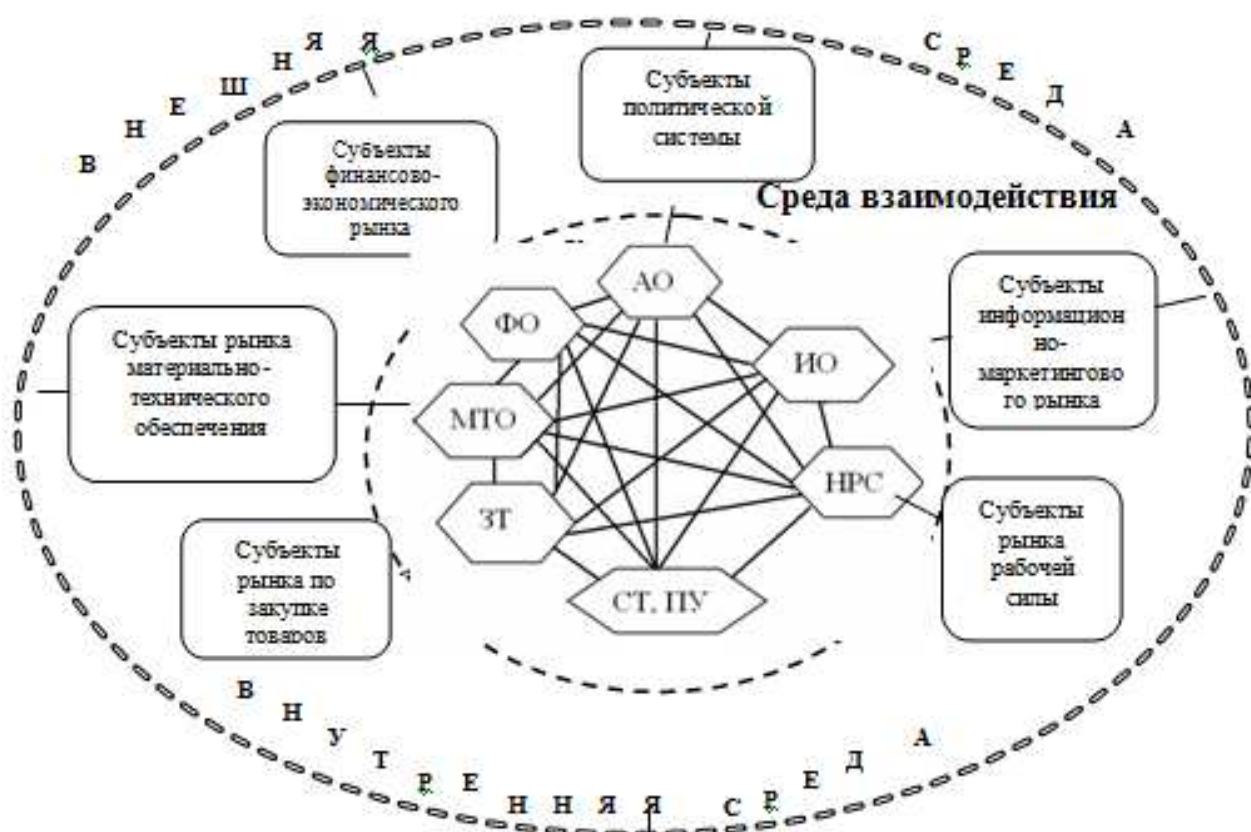 ВНЕШНЯЯ СРЕДА
Субъекты
политической
системы
Субъекты
финансово-
экономического
рынка
Среда взаимодействия
АО
ФО
ИО
МТО
НРС
ЗТ
СТ, ПУ
Субъекты
информацион
но-
маркетингово
го рынка
Субъекты рынка
материально-
технического
обеспечения
Субъекты
рынка
рабочей
силы
Субъекты
рынка по
закупке
товаров
ВНУТРЕННЯЯ СРЕДА